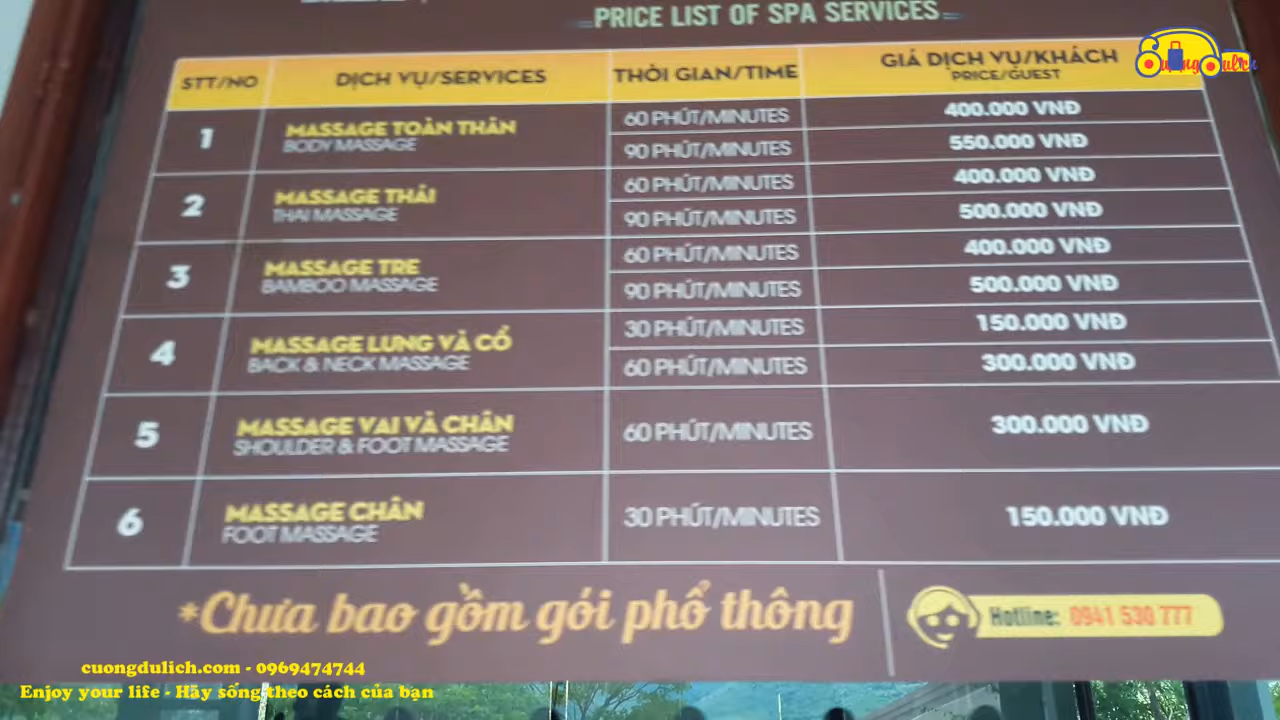 PRICE LIST OF SPA SERVICES
STT/NO DỊCH VỤ/SERVICES THỜI GIAN/TIME GIÁ DỊCH VỤ/KHÁCH
PRICE/GUEST
1 MASSAGE TOÀN THÂN
BODY MASSAGE
60 PHÚT/MINUTES 400.000 VNĐ
90 PHÚT/MINUTES 550.000 VNĐ
2 MASSAGE THÁI
THAI MASSAGE
60 PHÚT/MINUTES 400.000 VNĐ
90 PHÚT/MINUTES 500.000 VNĐ
3 MASSAGE TRE
BAMBOO MASSAGE
60 PHÚT/MINUTES 400.000 VNĐ
90 PHÚT/MINUTES 500.000 VNĐ
4 MASSAGE LƯNG VÀ CỔ
BACK & NECK MASSAGE
30 PHÚT/MINUTES 150.000 VNĐ
60 PHÚT/MINUTES 300.000 VNĐ
5 MASSAGE VAI VÀ CHÂN
SHOULDER & FOOT MASSAGE
60 PHÚT/MINUTES 300.000 VNĐ
6 MASSAGE CHÂN
FOOT MASSAGE
30 PHÚT/MINUTES 150.000 VNĐ
*Chưa bao gồm gói phổ thông
Hotline: 0941 530 777
cuongdulich.com - 0969474744
Enjoy your life - Hãy sống theo cách của bạn